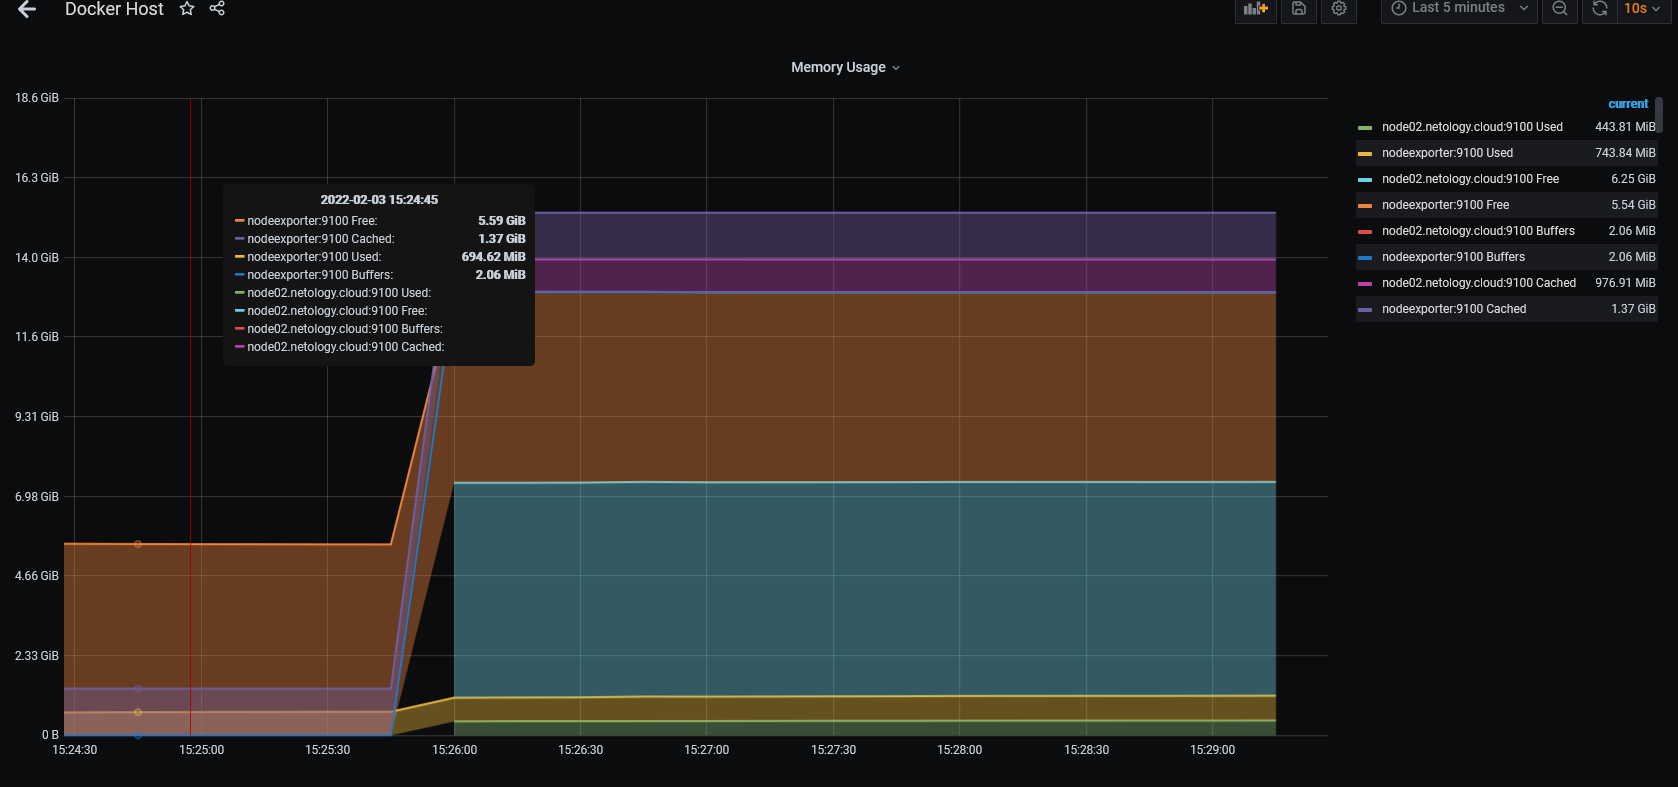 Docker Host
Last 5 minutes
10s
Memory Usage
18.6 GiB
16.3 GiB
14.0 GiB
11.6 GiB
9.31 GiB
6.98 GiB
4.66 GiB
2.33 GiB
0 B
15:24:30 15:25:00 15:25:30 15:26:00 15:26:30 15:27:00 15:27:30 15:28:00 15:28:30 15:29:00
2022-02-03 15:24:45
nodeexporter:9100 Free: 5.59 GiB
nodeexporter:9100 Cached: 1.37 GiB
nodeexporter:9100 Used: 694.62 MiB
nodeexporter:9100 Buffers: 2.06 MiB
node02.netology.cloud:9100 Used:
node02.netology.cloud:9100 Free:
node02.netology.cloud:9100 Buffers:
node02.netology.cloud:9100 Cached:
current
node02.netology.cloud:9100 Used 443.81 MiB
nodeexporter:9100 Used 743.84 MiB
node02.netology.cloud:9100 Free 6.25 GiB
nodeexporter:9100 Free 5.54 GiB
node02.netology.cloud:9100 Buffers 2.06 MiB
nodeexporter:9100 Buffers 2.06 MiB
node02.netology.cloud:9100 Cached 976.91 MiB
nodeexporter:9100 Cached 1.37 GiB